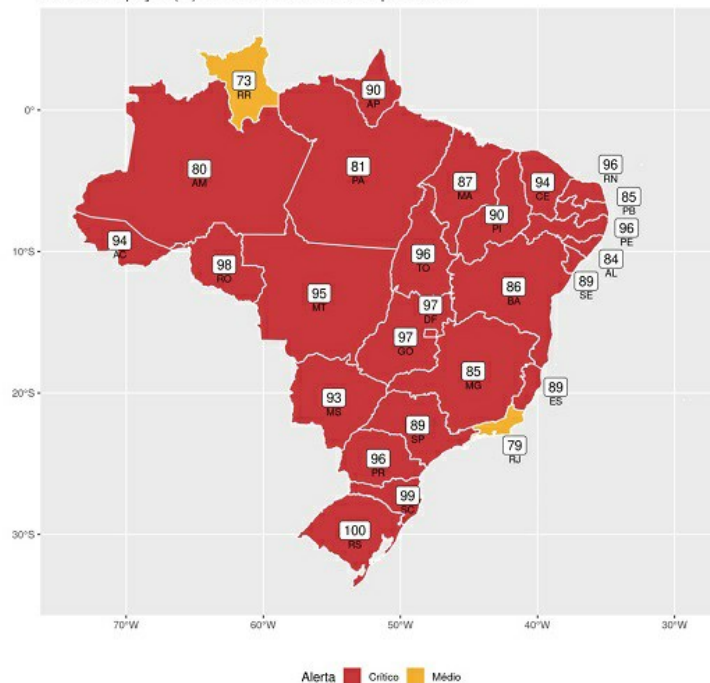 73
RR
90
AP
0°
80
AM
81
PA
87
MA
94
CE
96
RN
85
PB
90
PI
96
PE
94
AC
98
RO
96
TO
84
AL
10°S
89
SE
95
MT
97
DF
86
BA
97
GO
85
MG
89
ES
20°S
93
MS
89
SP
79
RJ
96
PR
99
SC
30°S
100
RS
70°W
60°W
50°W
40°W
30°W
Alerta Crítico Médio